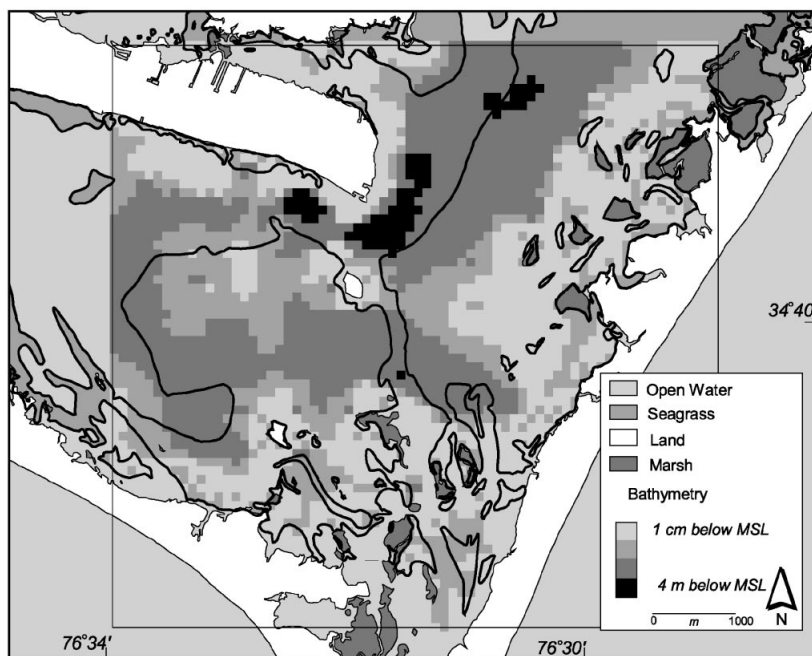 34°40'
Open Water
Seagrass
Land
Marsh
Bathymetry
1 cm below MSL
4 m below MSL
0 m 1000
N
76°34' 76°30'